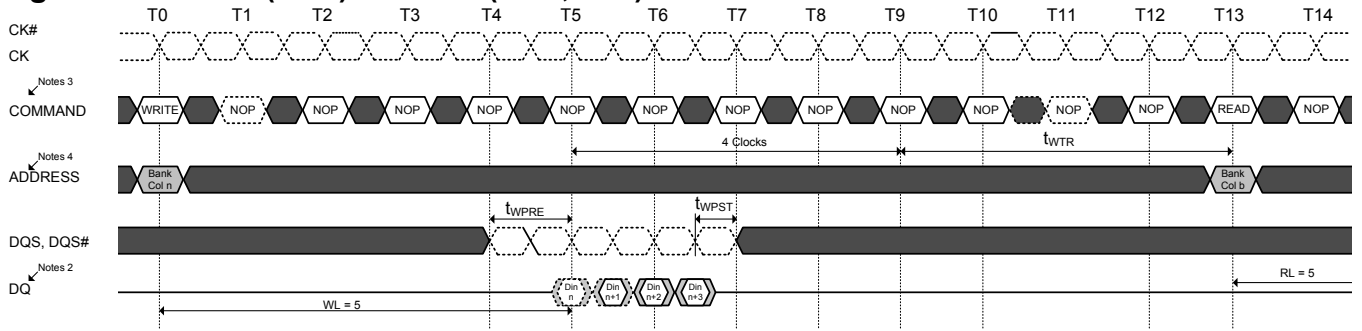 T0 T1 T2 T3 T4 T5 T6 T7 T8 T9 T10 T11 T12 T13 T14
CK#
CK
Notes 3
COMMAND
WRITE NOP NOP NOP NOP NOP NOP NOP NOP NOP NOP NOP NOP READ NOP
4 Clocks tWTR
Notes 4
ADDRESS
Bank
Col n
Bank
Col b
tWPRE tWPST
DQS, DQS#
Notes 2
DQ
Din
n
Din
n+1
Din
n+2
Din
n+3
RL = 5
WL = 5